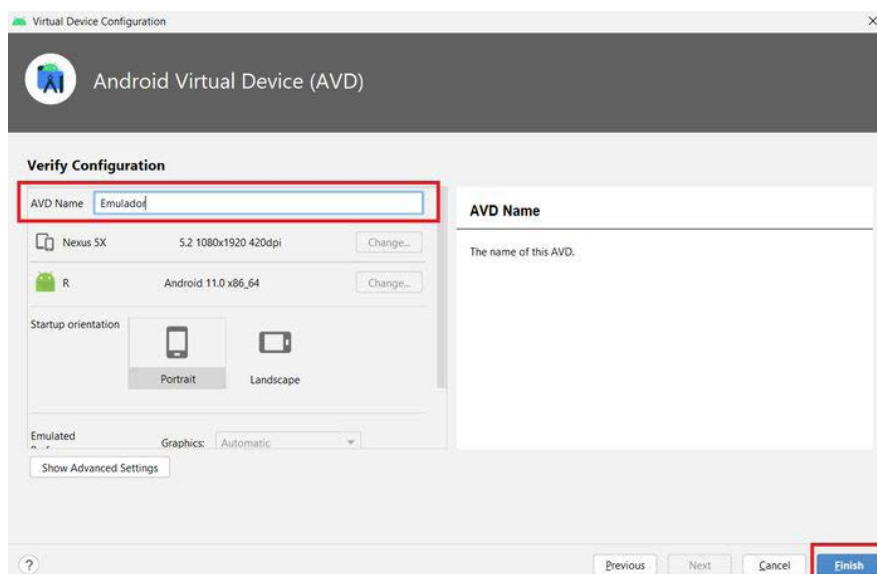 Virtual Device Configuration
Android Virtual Device (AVD)
Verify Configuration
AVD Name Emulador
Nexus 5X 5.2 1080x1920 420dpi Change...
R Android 11.0 x86_64 Change...
Startup orientation
Portrait Landscape
Emulated
Graphics: Automatic
Show Advanced Settings
AVD Name
The name of this AVD.
? Previous Next Cancel Finish